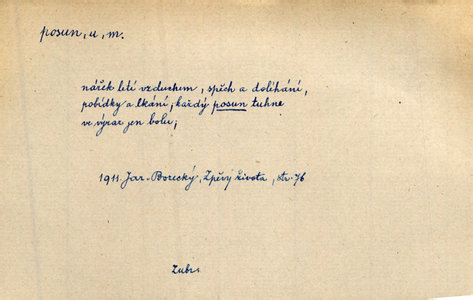 posun, u, m.
nářek letí vzduchem, spěch a doléhání,
pobídky a lkání; každý posun tuhne
ve výraz jen bolu;
1911 Jar. Borecký, Zpěvy života, str. 76
Zubr.